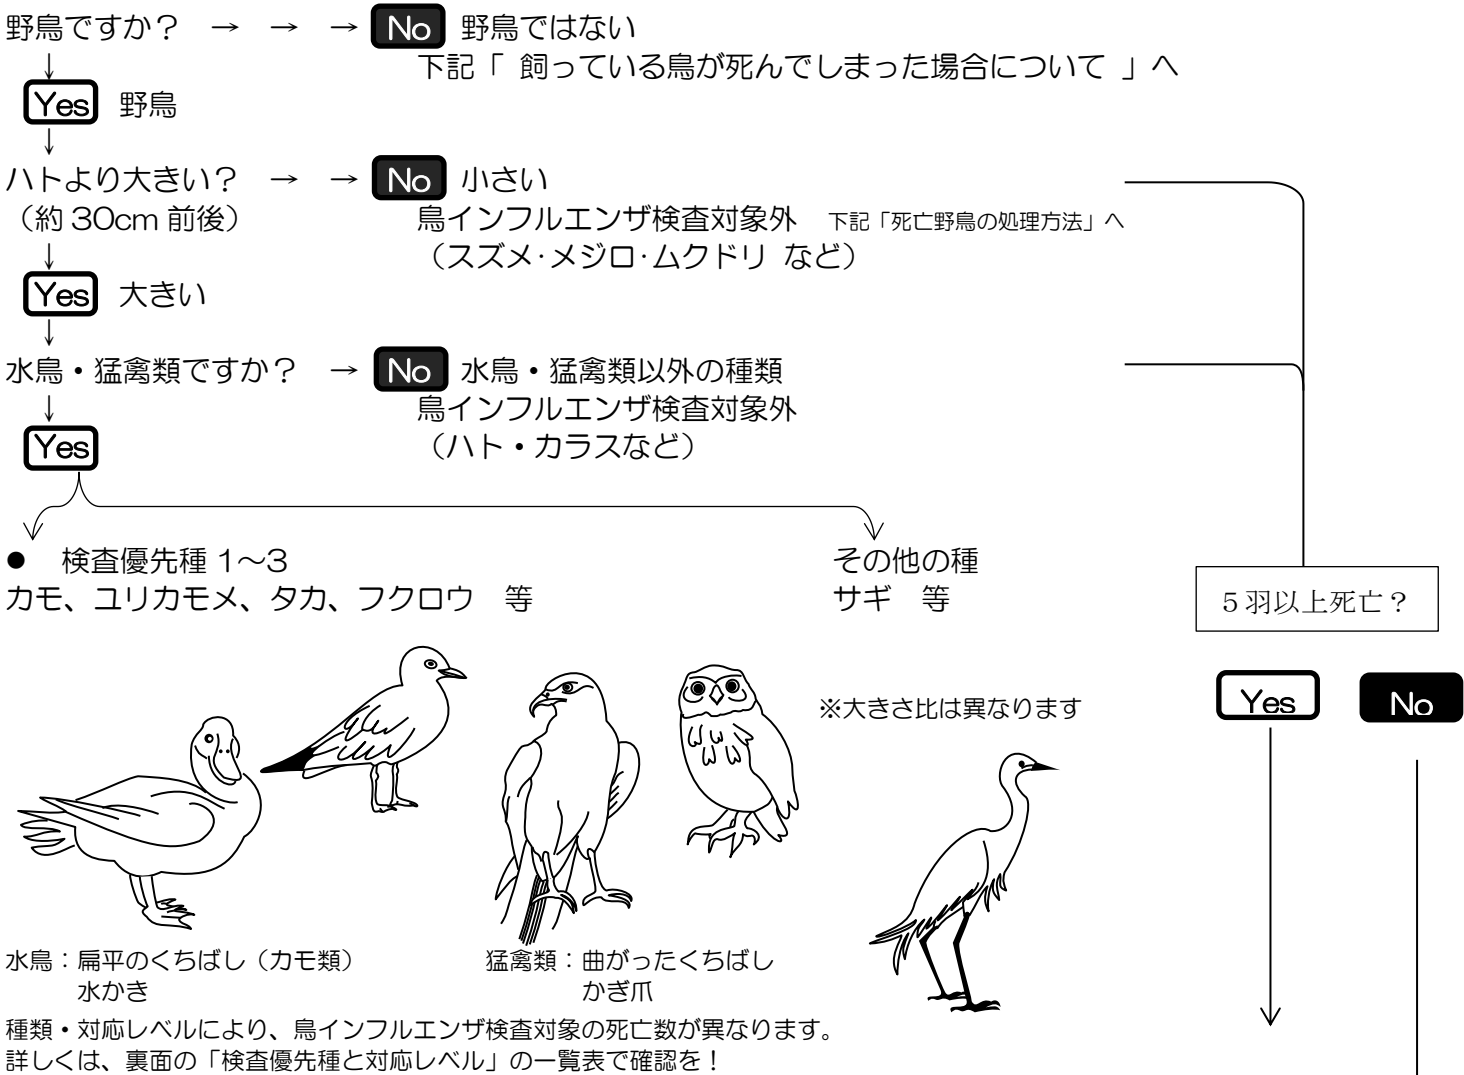 野鳥ですか？ → → → No 野鳥ではない
↓ 下記「 飼っている鳥が死んでしまった場合について 」へ
Yes 野鳥
↓
ハトより大きい？ → → No 小さい
（約 30cm 前後） 鳥インフルエンザ検査対象外 下記「死亡野鳥の処理方法」へ
↓ （スズメ・メジロ・ムクドリ など）
Yes 大きい
↓
水鳥・猛禽類ですか？ → No 水鳥・猛禽類以外の種類
↓ 鳥インフルエンザ検査対象外
Yes （ハト・カラスなど）
● 検査優先種 1～3 その他の種
カモ、ユリカモメ、タカ、フクロウ 等 サギ 等
５羽以上死亡？
※大きさ比は異なります
Yes No
水鳥：扁平のくちばし（カモ類） 猛禽類：曲がったくちばし
水かき かぎ爪
種類・対応レベルにより、鳥インフルエンザ検査対象の死亡数が異なります。
詳しくは、裏面の「検査優先種と対応レベル」の一覧表で確認を！